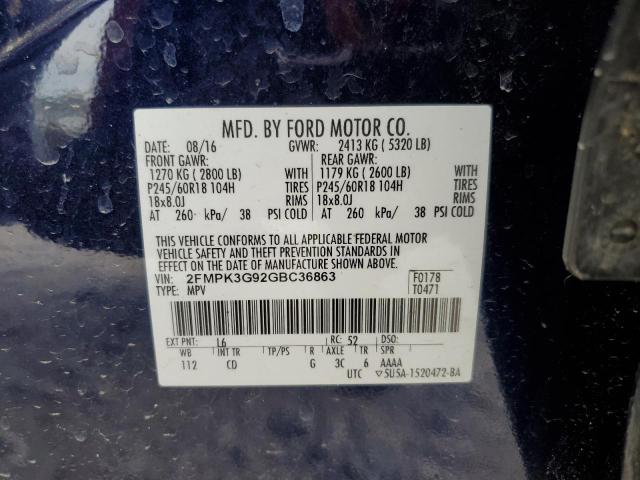 MFD. BY FORD MOTOR CO.
DATE: 08/16 GVWR: 2413 KG ( 5320 LB)
FRONT GAWR: REAR GAWR:
1270 KG ( 2800 LB) 1179 KG ( 2600 LB)
P245/60R18 104H TIRES P245/60R18 104H TIRES
18x8.0J RIMS 18x8.0J RIMS
AT 260 kPa/ 38 PSI COLD AT 260 kPa/ 38 PSI COLD
THIS VEHICLE CONFORMS TO ALL APPLICABLE FEDERAL MOTOR
VEHICLE SAFETY AND THEFT PREVENTION STANDARDS IN
EFFECT ON THE DATE OF MANUFACTURE SHOWN ABOVE.
VIN: 2FMPK3G92GBC36863 F0178
TYPE: MPV T0471
EXT PNT: L6 RC: 52 DSO:
WB INT TR TP/PS R AXLE TR SPR
112 CD G 3C 6 AAAA
UTC ▽5U5A-1520472-BA